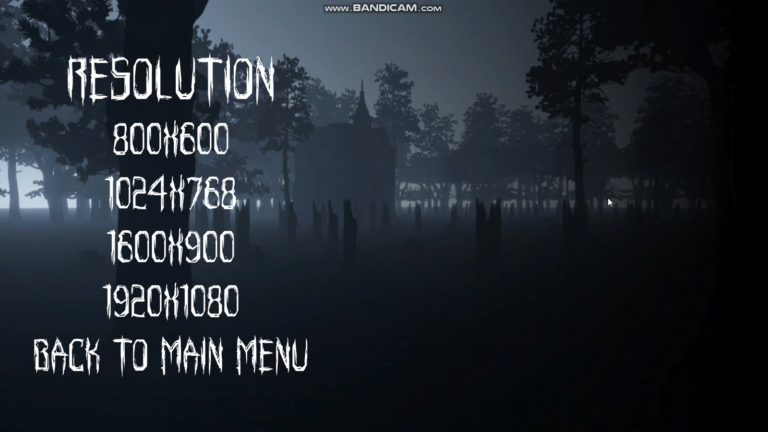 www.BANDICAM.com
RESOLUTION
800X600
1024X768
1600X900
1920X1080
BACK TO MAIN MENU